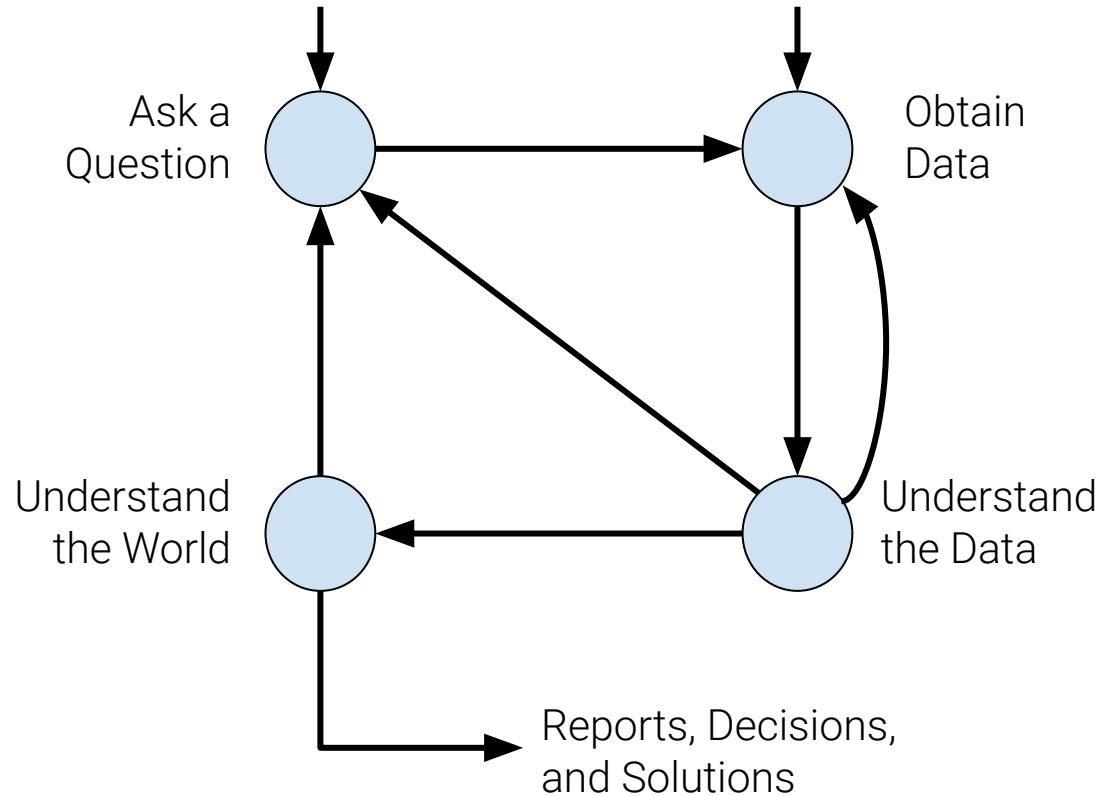 Ask a
Question
Obtain
Data
Understand
the World
Understand
the Data
Reports, Decisions,
and Solutions